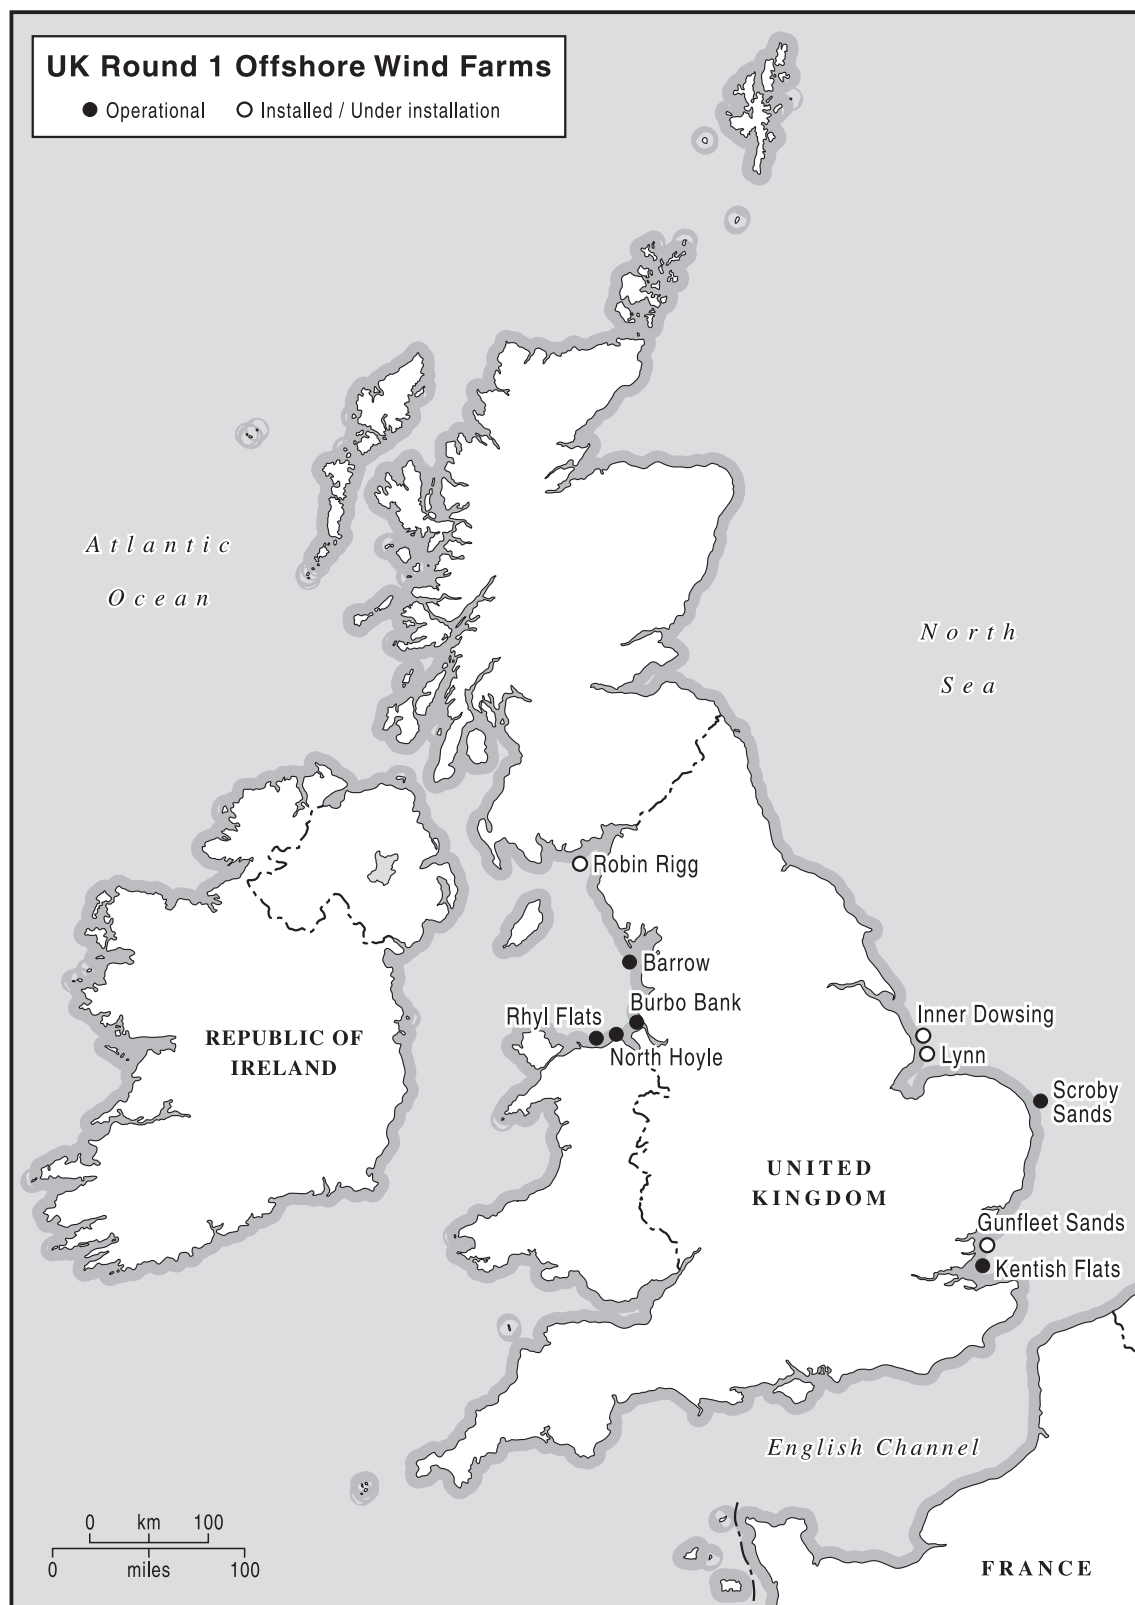 UK Round 1 Offshore Wind Farms
Operational
Installed / Under installation
Atlantic
Ocean
North
Sea
Robin Rigg
Barrow
Burbo Bank
Rhyl Flats
North Hoyle
Inner Dowsing
Lynn
REPUBLIC OF
IRELAND
Scroby
Sands
UNITED
KINGDOM
Gunfleet Sands
Kentish Flats
English Channel
0 km 100
0 miles 100
FRANCE